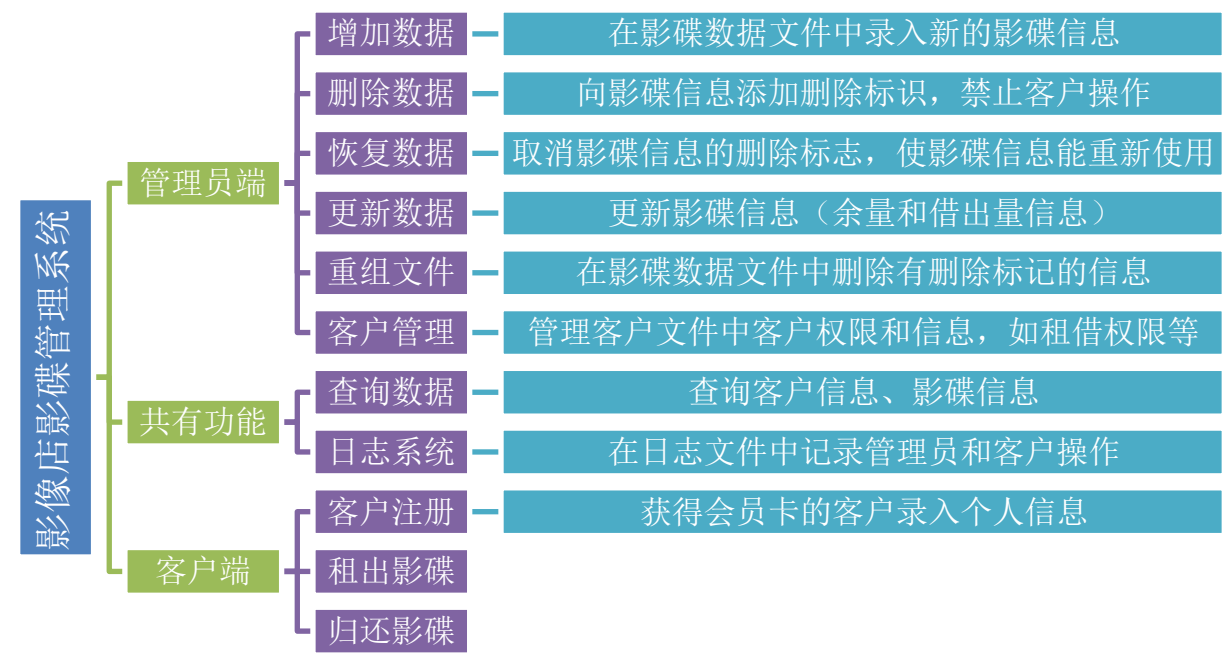 影像店影碟管理系统
管理员端
增加数据
在影碟数据文件中录入新的影碟信息
删除数据
向影碟信息添加删除标识，禁止客户操作
恢复数据
取消影碟信息的删除标志，使影碟信息能重新使用
更新数据
更新影碟信息（余量和借出量信息）
重组文件
在影碟数据文件中删除有删除标记的信息
客户管理
管理客户文件中客户权限和信息，如租借权限等
共有功能
查询数据
查询客户信息、影碟信息
日志系统
在日志文件中记录管理员和客户操作
客户端
客户注册
获得会员卡的客户录入个人信息
租出影碟
归还影碟